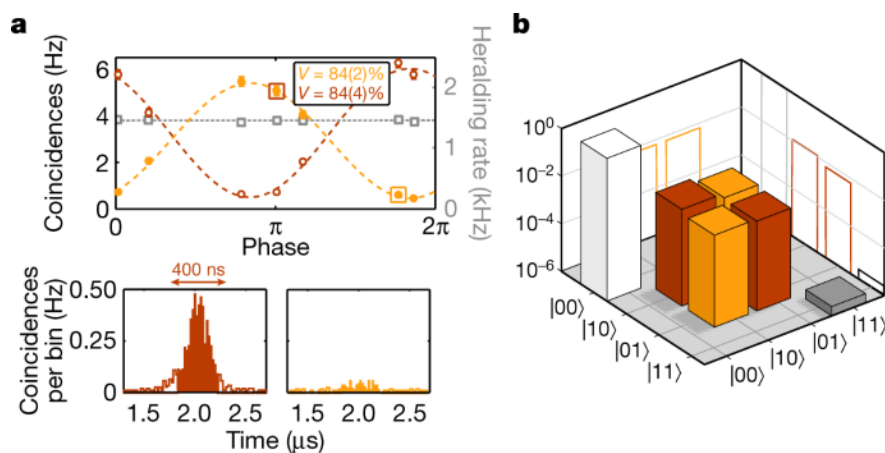 a
Coincidences (Hz)
6
4
2
0
V = 84(2)%
V = 84(4)%
2
1
0
Heralding rate (kHz)
0
π
2π
Phase
400 ns
Coincidences
per bin (Hz)
0.50
0.25
0
1.5
2.0
2.5
1.5
2.0
2.5
Time (μs)
b
10⁰
10⁻²
10⁻⁴
10⁻⁶
|00⟩
|10⟩
|01⟩
|11⟩
|00⟩
|10⟩
|01⟩
|11⟩